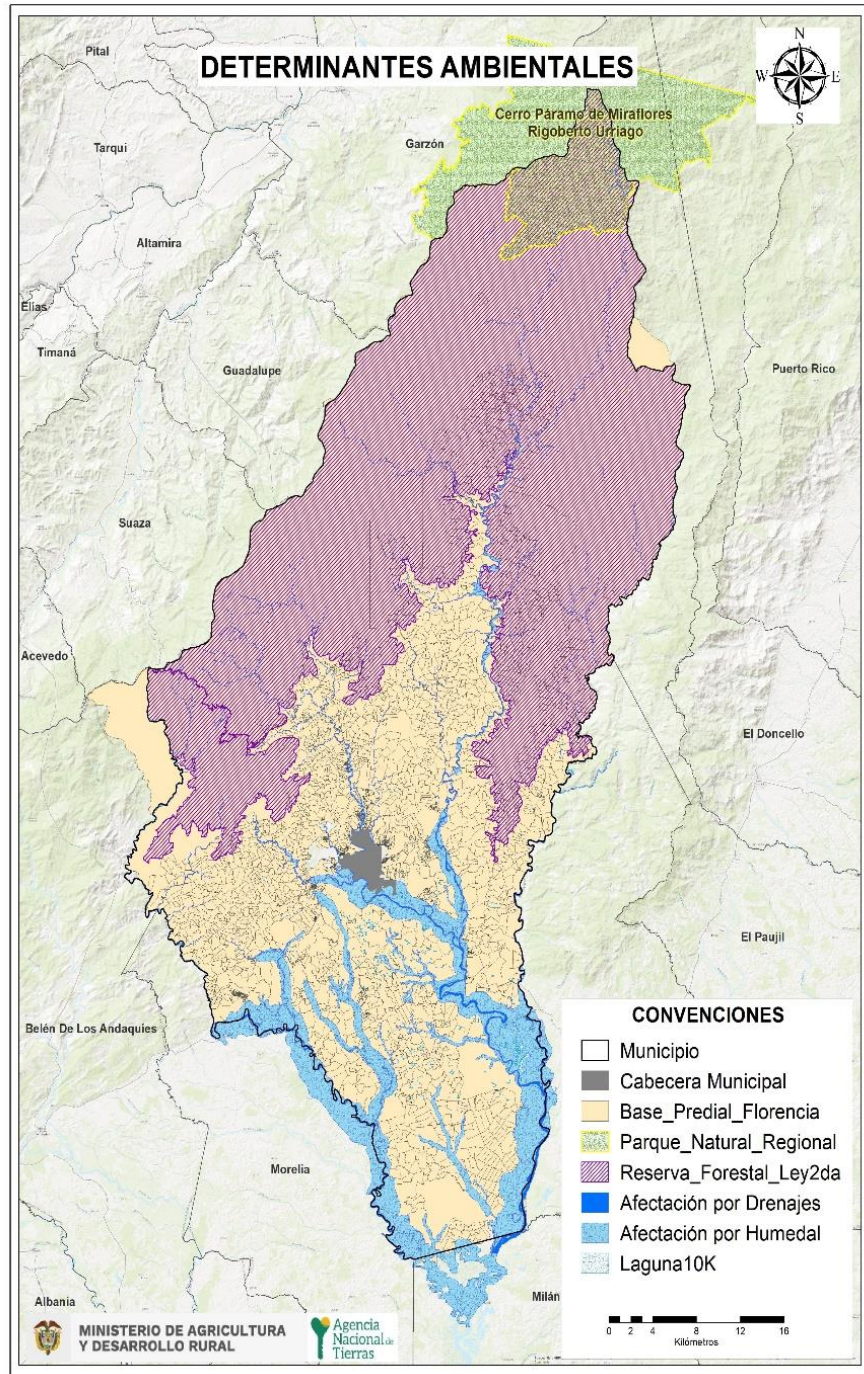 DETERMINANTES AMBIENTALES
N
W
E
S
Pital
Cerro Páramo de Miraflores
Rigoberto Urriago
Garzón
Tarqui
Altamira
Elías
Timaná
Guadalupe
Puerto Rico
Suaza
Acevedo
El Doncello
El Paujil
Belén De Los Andaquies
Morelia
Milán
Albania
CONVENCIONES
Municipio
Cabecera Municipal
Base_Predial_Florencia
Parque_Natural_Regional
Reserva_Forestal_Ley2da
Afectación por Drenajes
Afectación por Humedal
Laguna10K
0 2 4 8 12 16
Kilómetros
MINISTERIO DE AGRICULTURA
Y DESARROLLO RURAL
Agencia
Nacional de
Tierras